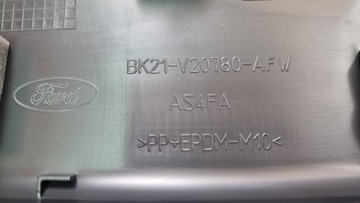 Ford
BK21-V20780-AFW
AS4FA
>PP+EPDM-M10<